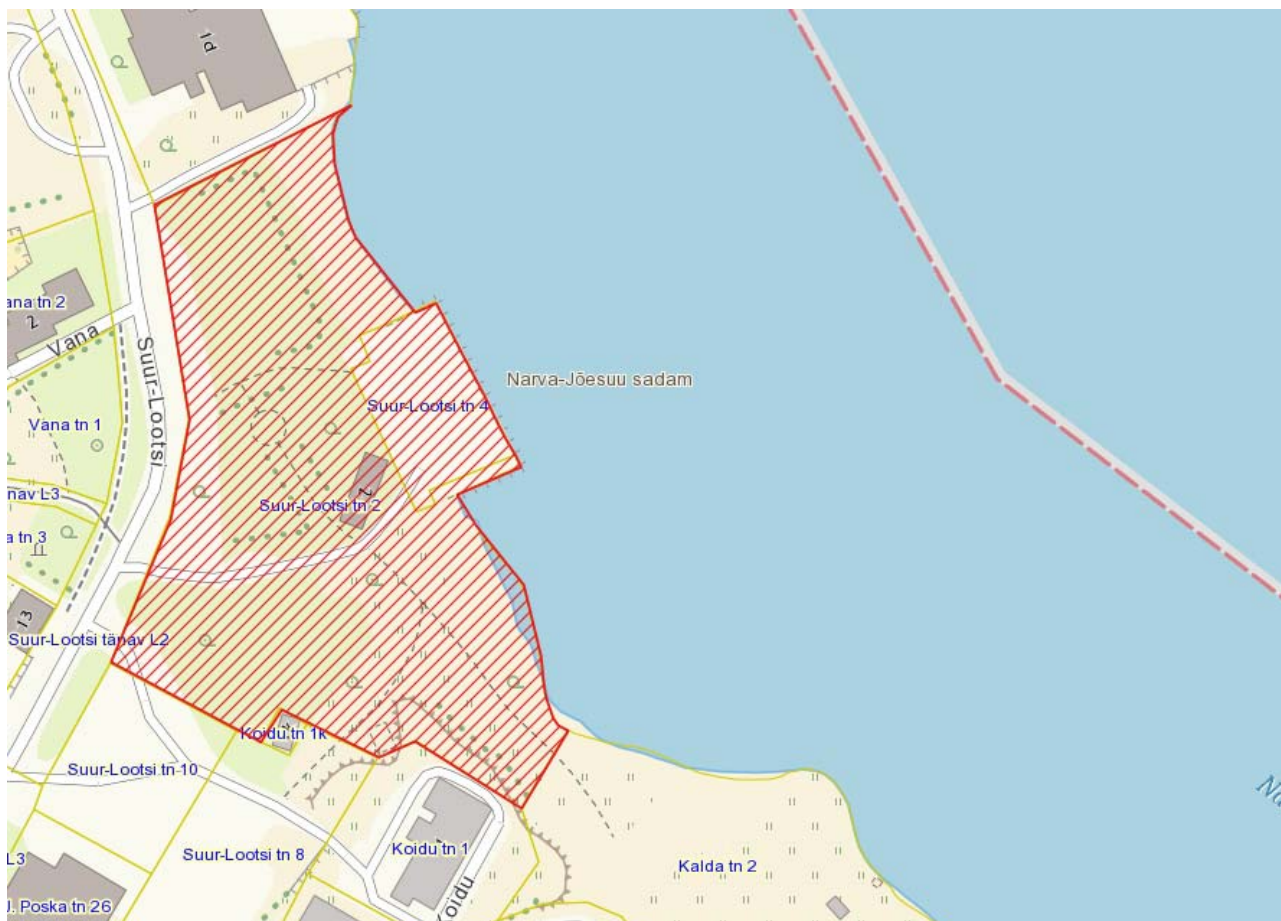 1d
ana tn 2
2
Vana
Suur-Lootsi
Narva-Jõesuu sadam
Suur-Lootsi tn 4
Vana tn 1
nav L3
2
Suur-Lootsi tn 2
a tn 3
13
Suur-Lootsi tänav L2
Koidu tn 1k
Suur-Lootsi tn 10
Na
L3
Suur-Lootsi tn 8
Koidu tn 1
Koidu
Kalda tn 2
J. Poska tn 26